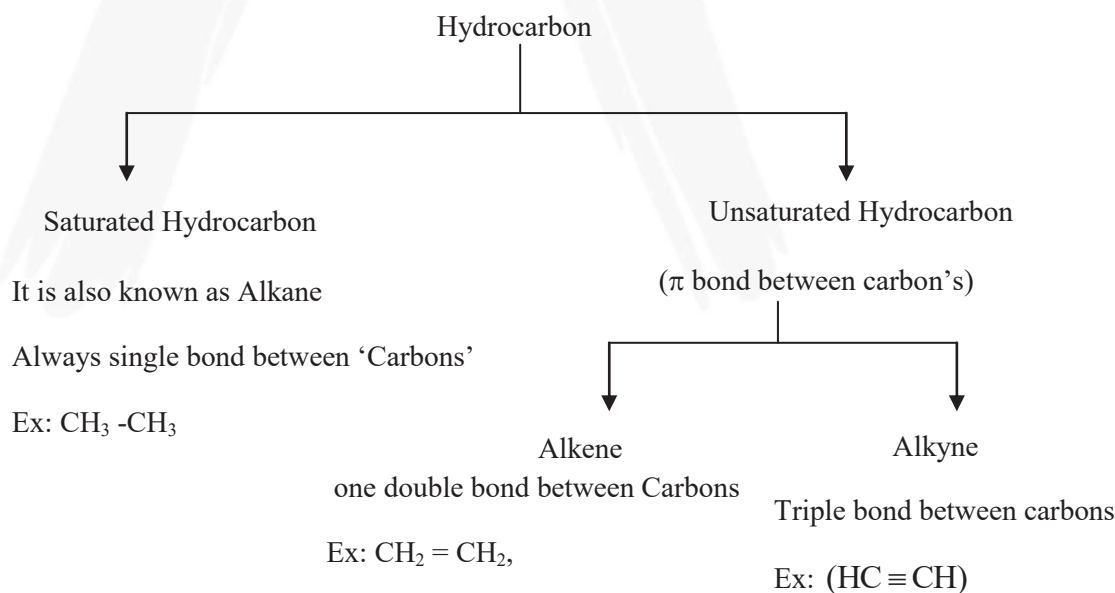 Hydrocarbon
Saturated Hydrocarbon
It is also known as Alkane
Always single bond between ‘Carbons’
Ex: CH₃ -CH₃
Unsaturated Hydrocarbon
(π bond between carbon’s)
Alkene
one double bond between Carbons
Ex: CH₂ = CH₂,
Alkyne
Triple bond between carbons
Ex: (HC ≡ CH)